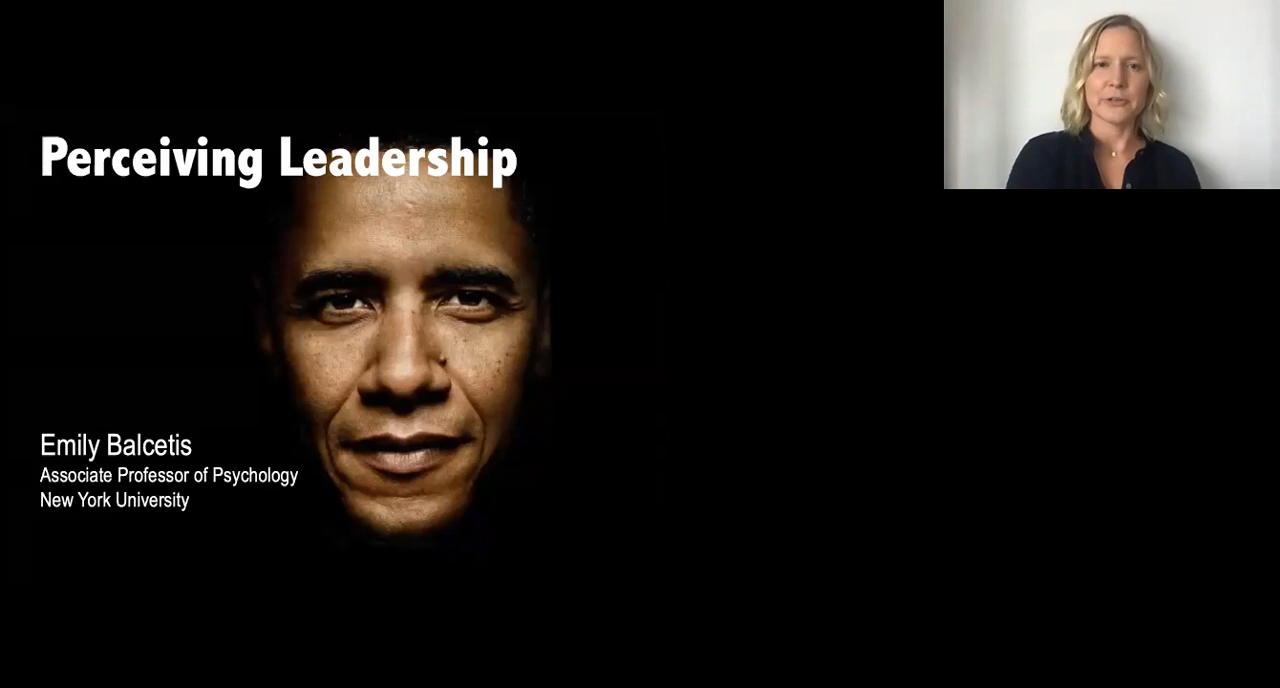 Perceiving Leadership
Emily Balcetis
Associate Professor of Psychology
New York University